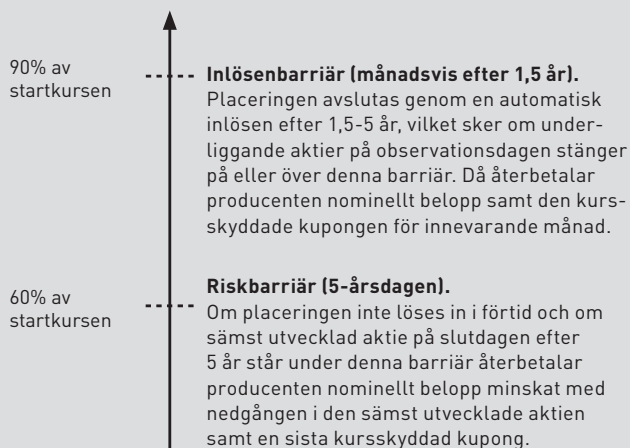 90% av
startkursen
Inlösenbarriär (månadsvis efter 1,5 år).
Placeringen avslutas genom en automatisk
inlösen efter 1,5-5 år, vilket sker om under-
liggande aktier på observationsdagen stänger
på eller över denna barriär. Då återbetalar
producenten nominellt belopp samt den kurs-
skyddade kupongen för innevarande månad.
60% av
startkursen
Riskbarriär (5-årsdagen).
Om placeringen inte löses in i förtid och om
sämst utvecklad aktie på slutdagen efter
5 år står under denna barriär återbetalar
producenten nominellt belopp minskat med
nedgången i den sämst utvecklade aktien
samt en sista kursskyddad kupong.